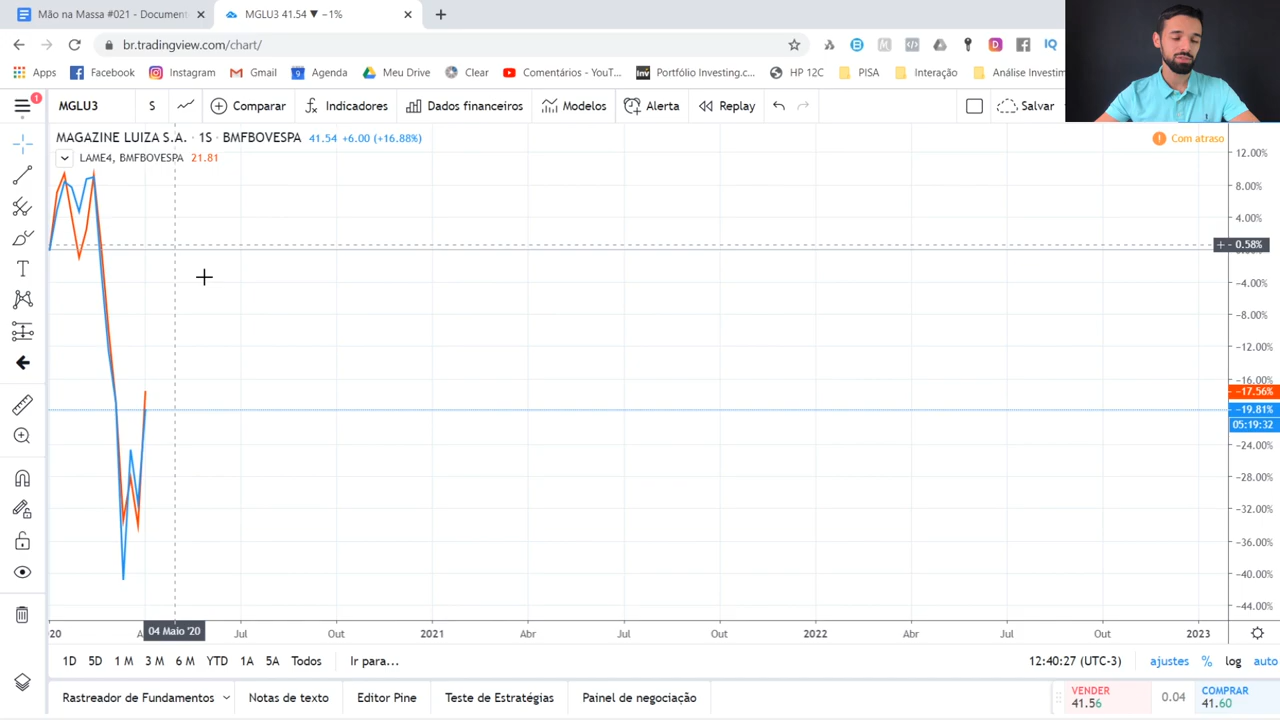 Mão na Massa #021 - Document
MGLU3 41.54 ▼ −1%
br.tradingview.com/chart/
Apps Facebook Instagram Gmail Agenda Meu Drive Clear Comentários - YouT... Portfólio Investing.c... HP 12C PISA Interação Análise Investim
MGLU3 S Comparar Indicadores Dados financeiros Modelos Alerta Replay Salvar
MAGAZINE LUIZA S.A. · 1S · BMFBOVESPA 41.54 +6.00 (+16.88%)
Com atraso
LAME4, BMFBOVESPA 21.81
12.00%
8.00%
4.00%
0.58%
−4.00%
−8.00%
−12.00%
−16.00%
−17.56%
−19.81%
05:19:32
−24.00%
−28.00%
−32.00%
−36.00%
−40.00%
−44.00%
20 04 Maio '20 Jul Out 2021 Abr Jul Out 2022 Abr Jul Out 2023
1D 5D 1 M 3 M 6 M YTD 1A 5A Todos Ir para... 12:40:27 (UTC-3) ajustes % log auto
Rastreador de Fundamentos Notas de texto Editor Pine Teste de Estratégias Painel de negociação
VENDER 41.56 0.04 COMPRAR 41.60